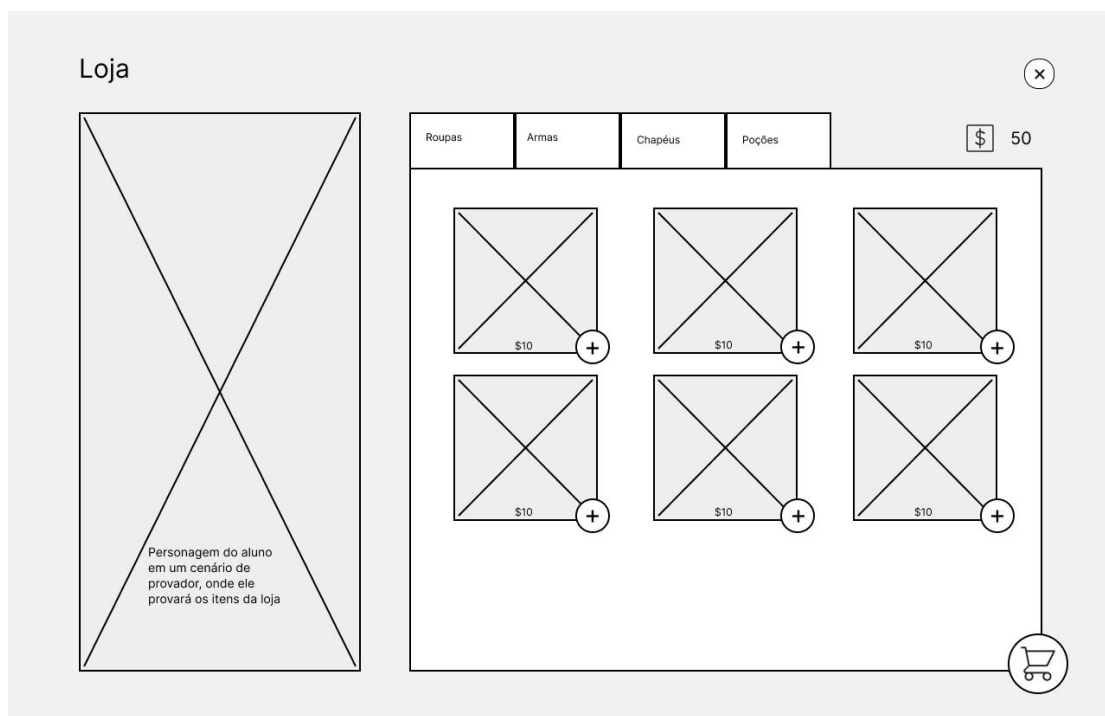 Loja
×
Roupas
Armas
Chapéus
Poções
$ 50
$10
+
$10
+
$10
+
$10
+
$10
+
$10
+
Personagem do aluno
em um cenário de
provador, onde ele
provará os itens da loja